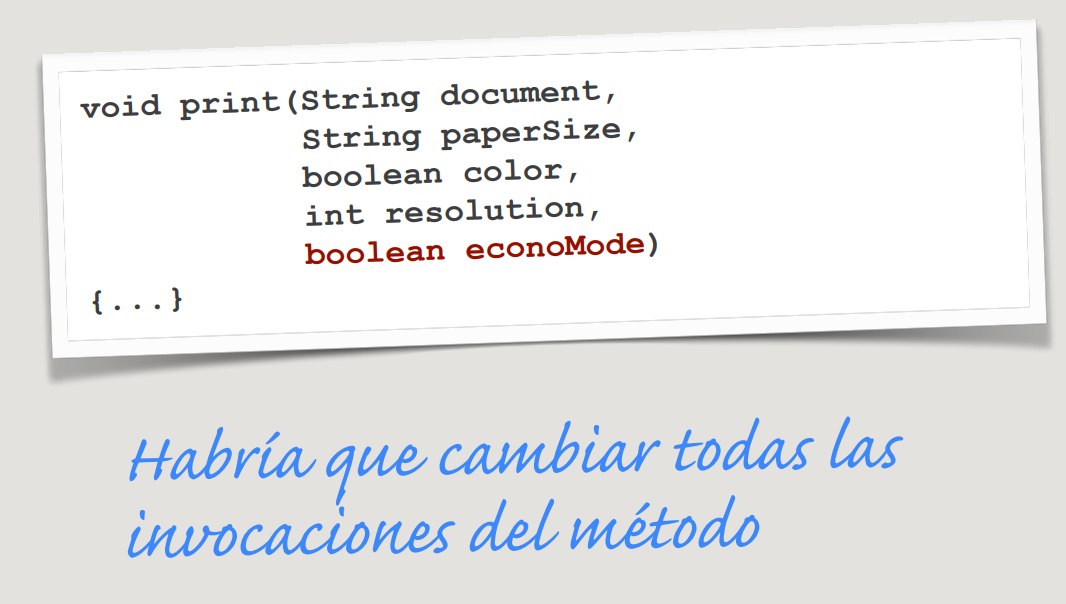 void print(String document,
String paperSize,
boolean color,
int resolution,
boolean econoMode)
{...}
Habría que cambiar todas las
invocaciones del método